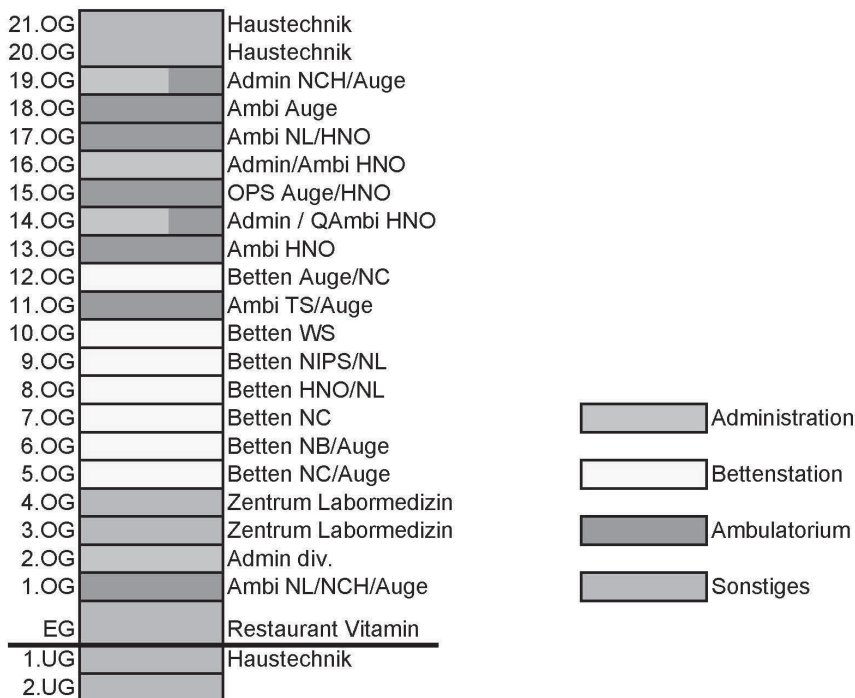 21.OG Haustechnik
20.OG Haustechnik
19.OG Admin NCH/Auge
18.OG Ambi Auge
17.OG Ambi NL/HNO
16.OG Admin/Ambi HNO
15.OG OPS Auge/HNO
14.OG Admin / QAmbi HNO
13.OG Ambi HNO
12.OG Betten Auge/NC
11.OG Ambi TS/Auge
10.OG Betten WS
9.OG Betten NIPS/NL
8.OG Betten HNO/NL
7.OG Betten NC
6.OG Betten NB/Auge
5.OG Betten NC/Auge
4.OG Zentrum Labormedizin
3.OG Zentrum Labormedizin
2.OG Admin div.
1.OG Ambi NL/NCH/Auge
EG Restaurant Vitamin
1.UG Haustechnik
2.UG
Administration
Bettenstation
Ambulatorium
Sonstiges